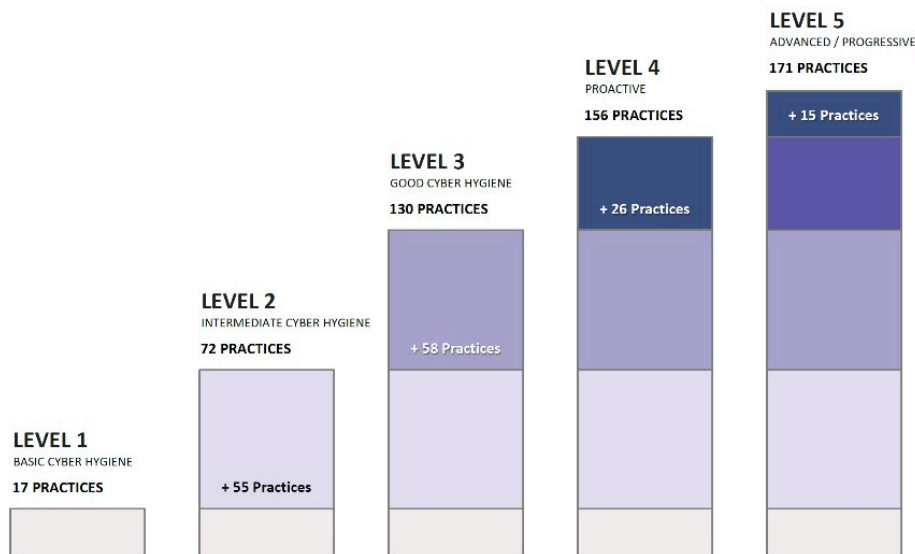 LEVEL 1
BASIC CYBER HYGIENE
17 PRACTICES
LEVEL 2
INTERMEDIATE CYBER HYGIENE
72 PRACTICES
+ 55 Practices
LEVEL 3
GOOD CYBER HYGIENE
130 PRACTICES
+ 58 Practices
LEVEL 4
PROACTIVE
156 PRACTICES
+ 26 Practices
LEVEL 5
ADVANCED / PROGRESSIVE
171 PRACTICES
+ 15 Practices